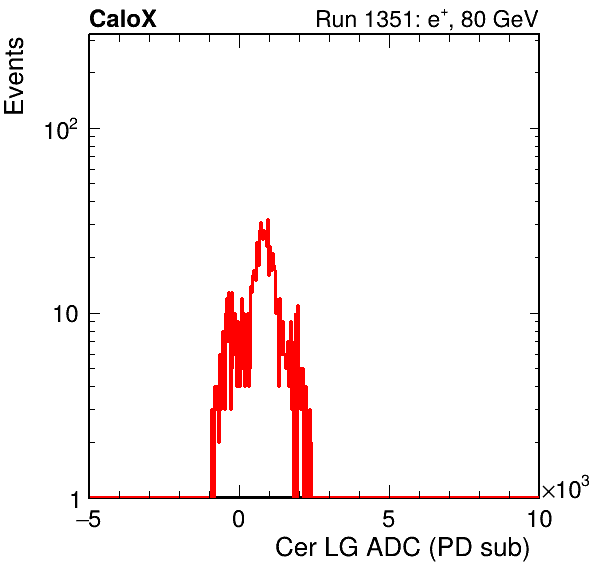 CaloX Run 1351: e⁺, 80 GeV
Events
10²
10
1
−5 0 5 10 ×10³
Cer LG ADC (PD sub)